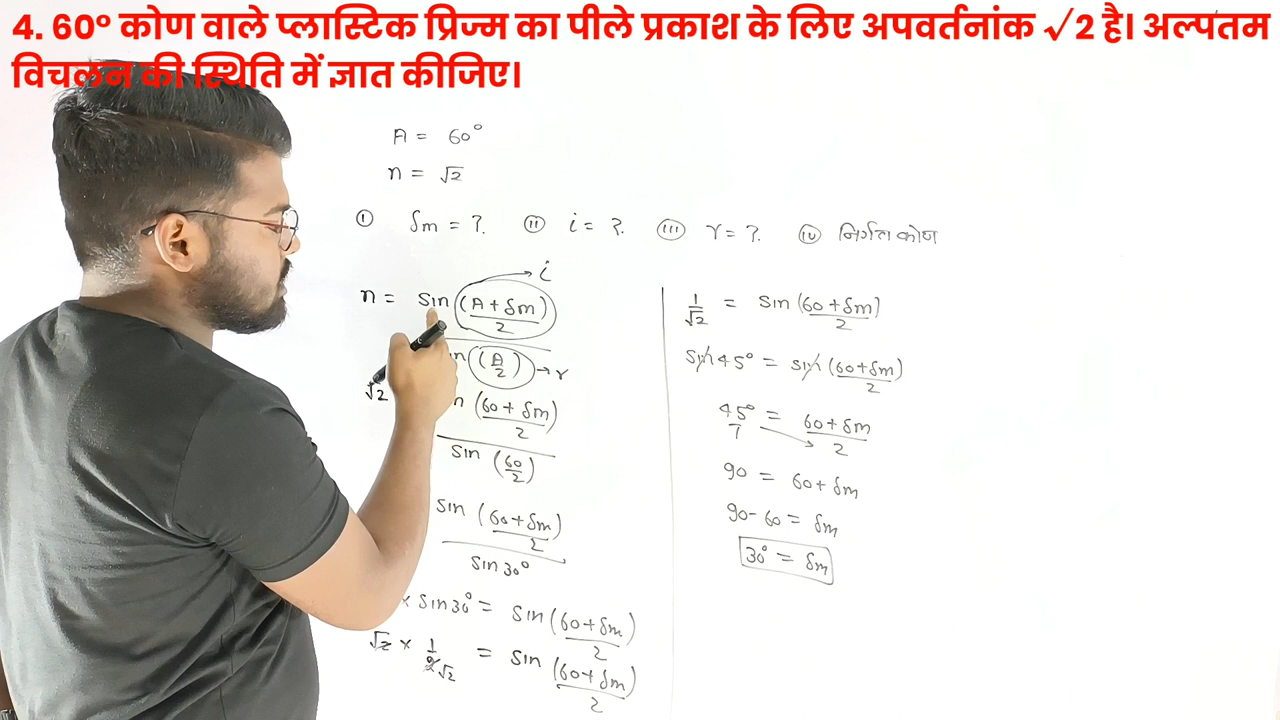 4. 60° कोण वाले प्लास्टिक प्रिज्म का पीले प्रकाश के लिए अपवर्तनांक √2 है। अल्पतम
विचलन की स्थिति में ज्ञात कीजिए।
A = 60°
n = √2
(I) δm = ?. (II) i = ?. (III) r = ?. (IV) निर्गत कोण
→ i
n = sin (A + δm)/2
in (A/2) → r
√2
n (60 + δm)/2
sin (60/2)
sin (60 + δm)/2
sin 30°
× sin 30° = sin (60 + δm)/2
√2 × 1/2 √2 = sin (60 + δm)/2
1/√2 = sin (60 + δm)/2
sin 45° = sin (60 + δm)/2
45° = 60 + δm/2
90 = 60 + δm
90 - 60 = δm
30° = δm